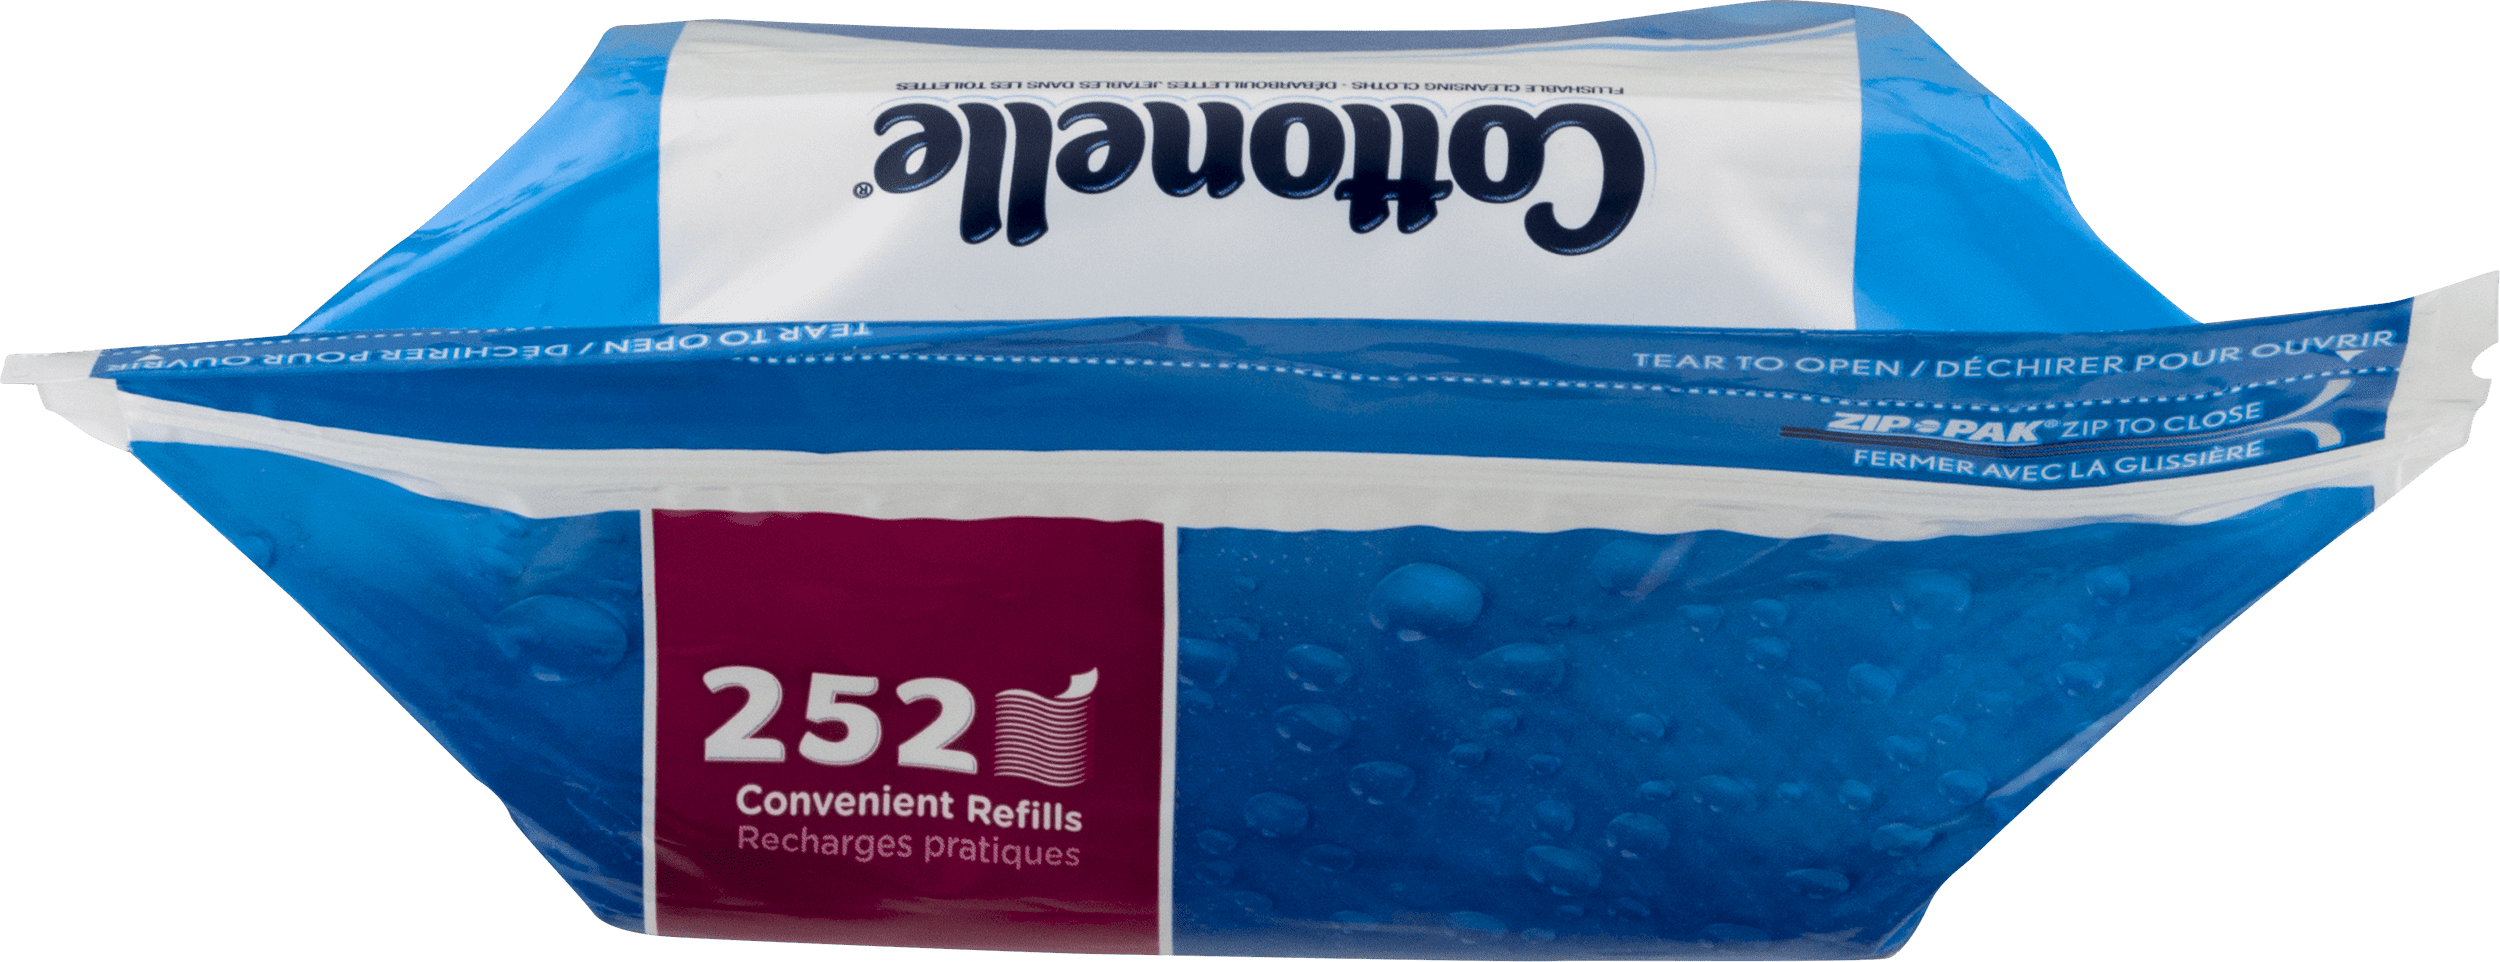 FLUSHABLE CLEANSING CLOTHS - DÉBARBOUILLETTES JETABLES DANS LES TOILETTES
Cottonelle®
TEAR TO OPEN / DÉCHIRER POUR OUVRIR
TEAR TO OPEN / DÉCHIRER POUR OUVRIR
ZIP-PAK® ZIP TO CLOSE
FERMER AVEC LA GLISSIÈRE
252
Convenient Refills
Recharges pratiques